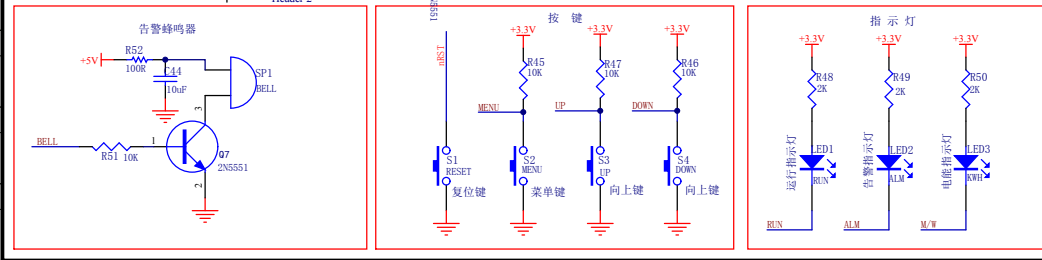 Header 2
告警蜂鸣器
+5V
R52
100R
C44
10uF
SP1
BELL
3
BELL
R51 10K
1
Q7
2N5551
2
按 键
5551
nRST
S1
RESET
复位键
+3.3V
R45
10K
MENU
S2
MENU
菜单键
+3.3V
R47
10K
UP
S3
UP
向上键
+3.3V
R46
10K
DOWN
S4
DOWN
向上键
指 示 灯
+3.3V
R48
2K
运行指示灯
LED1
RUN
RUN
+3.3V
R49
2K
告警指示灯
LED2
ALM
ALM
+3.3V
R50
2K
电能指示灯
LED3
KWH
M/W